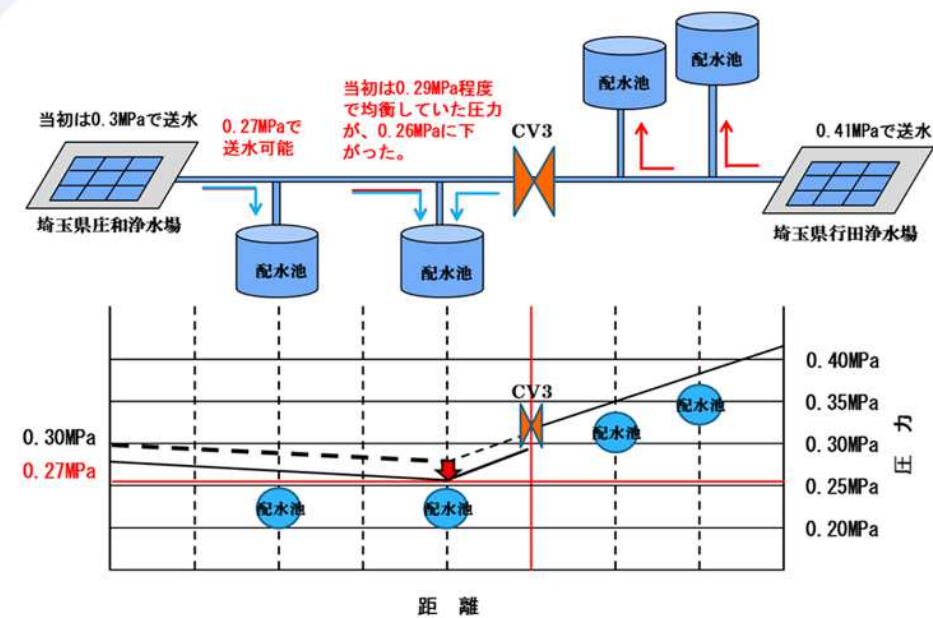 当初は0.3MPaで送水
0.27MPaで
送水可能
当初は0.29MPa程度
で均衡していた圧力
が、0.26MPaに下
がった。
CV3
配水池
配水池
0.41MPaで送水
埼玉県庄和浄水場
配水池
配水池
埼玉県行田浄水場
0.40MPa
0.35MPa
0.30MPa
0.25MPa
0.20MPa
圧力
CV3
配水池
配水池
0.30MPa
0.27MPa
配水池
配水池
距離